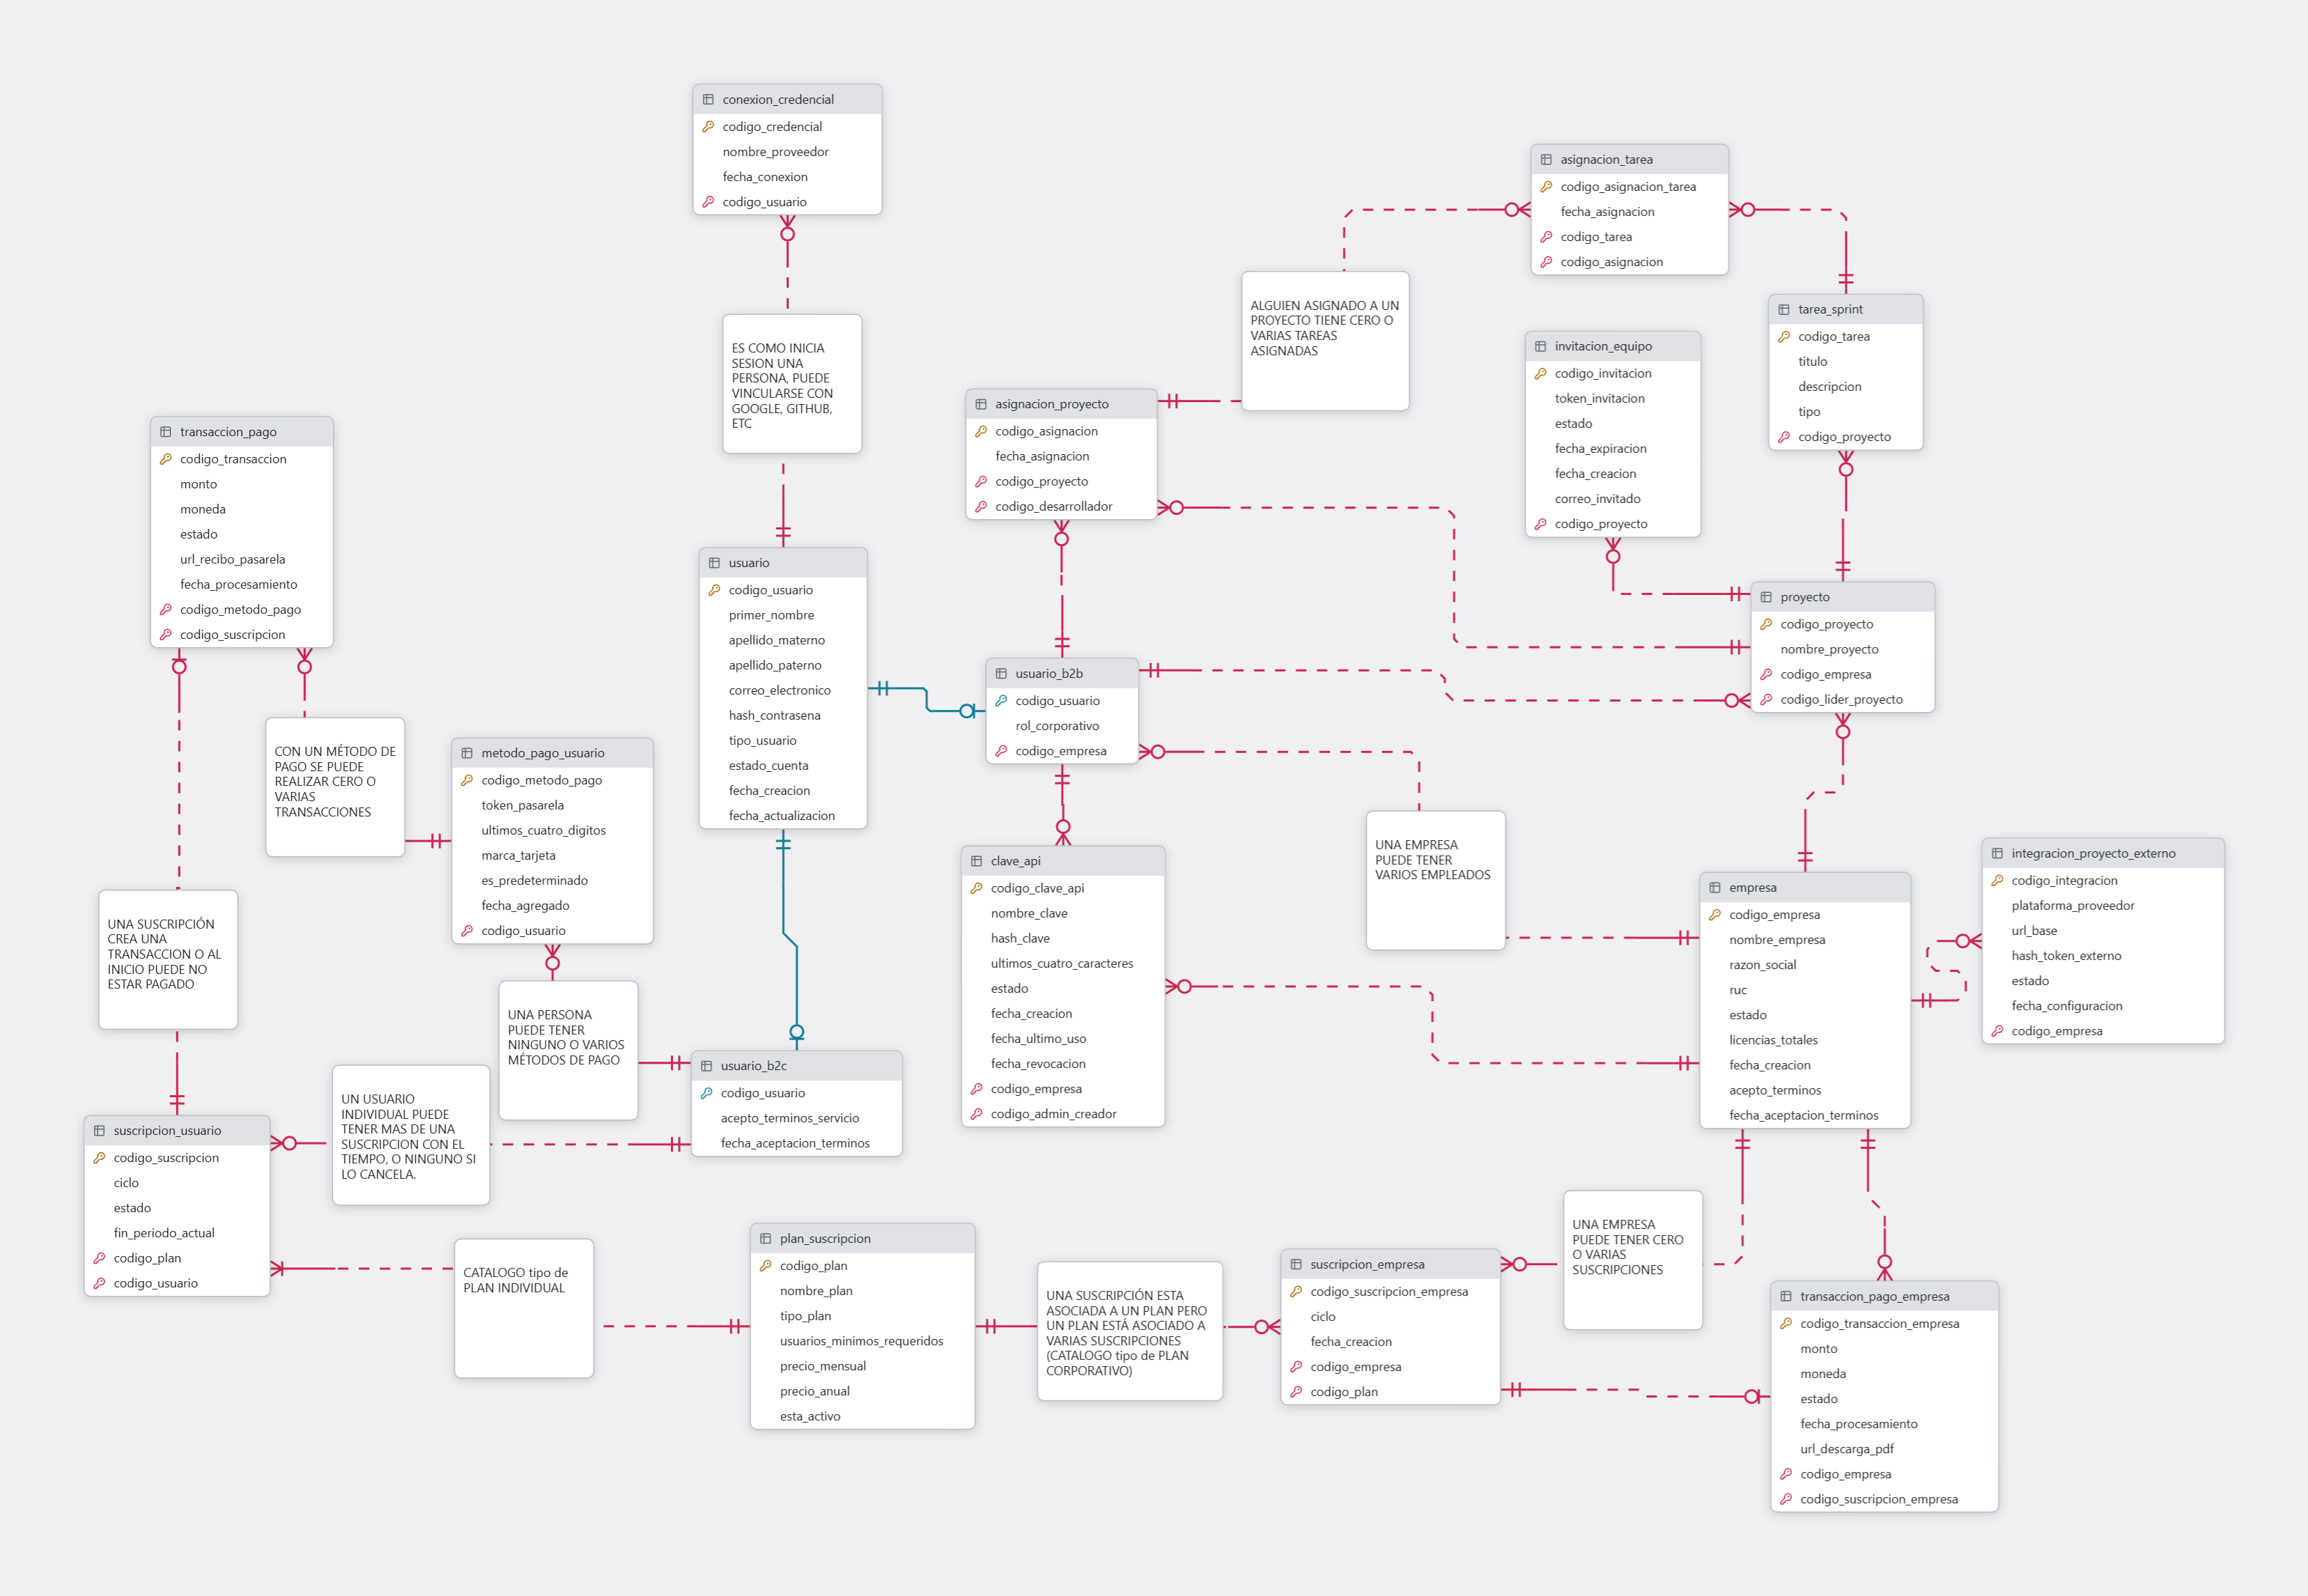 conexion_credencial
codigo_credencial
nombre_proveedor
fecha_conexion
codigo_usuario
ES COMO INICIA
SESION UNA
PERSONA, PUEDE
VINCULARSE CON
GOOGLE, GITHUB,
ETC
asignacion_tarea
codigo_asignacion_tarea
fecha_asignacion
codigo_tarea
codigo_asignacion
ALGUIEN ASIGNADO A UN
PROYECTO TIENE CERO O
VARIAS TAREAS
ASIGNADAS
tarea_sprint
codigo_tarea
titulo
descripcion
tipo
codigo_proyecto
invitacion_equipo
codigo_invitacion
token_invitacion
estado
fecha_expiracion
fecha_creacion
correo_invitado
codigo_proyecto
asignacion_proyecto
codigo_asignacion
fecha_asignacion
codigo_proyecto
codigo_desarrollador
transaccion_pago
codigo_transaccion
monto
moneda
estado
url_recibo_pasarela
fecha_procesamiento
codigo_metodo_pago
codigo_suscripcion
usuario
codigo_usuario
primer_nombre
apellido_materno
apellido_paterno
correo_electronico
hash_contrasena
tipo_usuario
estado_cuenta
fecha_creacion
fecha_actualizacion
proyecto
codigo_proyecto
nombre_proyecto
codigo_empresa
codigo_lider_proyecto
usuario_b2b
codigo_usuario
rol_corporativo
codigo_empresa
CON UN MÉTODO DE
PAGO SE PUEDE
REALIZAR CERO O
VARIAS
TRANSACCIONES
metodo_pago_usuario
codigo_metodo_pago
token_pasarela
ultimos_cuatro_digitos
marca_tarjeta
es_predeterminado
fecha_agregado
codigo_usuario
clave_api
codigo_clave_api
nombre_clave
hash_clave
ultimos_cuatro_caracteres
estado
fecha_creacion
fecha_ultimo_uso
fecha_revocacion
codigo_empresa
codigo_admin_creador
UNA EMPRESA
PUEDE TENER
VARIOS EMPLEADOS
empresa
codigo_empresa
nombre_empresa
razon_social
ruc
estado
licencias_totales
fecha_creacion
acepto_terminos
fecha_aceptacion_terminos
integracion_proyecto_externo
codigo_integracion
plataforma_proveedor
url_base
hash_token_externo
estado
fecha_configuracion
codigo_empresa
UNA SUSCRIPCIÓN
CREA UNA
TRANSACCION O AL
INICIO PUEDE NO
ESTAR PAGADO
UNA PERSONA
PUEDE TENER
NINGUNO O VARIOS
MÉTODOS DE PAGO
usuario_b2c
codigo_usuario
acepto_terminos_servicio
fecha_aceptacion_terminos
UN USUARIO
INDIVIDUAL PUEDE
TENER MAS DE UNA
SUSCRIPCION CON EL
TIEMPO, O NINGUNO SI
LO CANCELA.
suscripcion_usuario
codigo_suscripcion
ciclo
estado
fin_periodo_actual
codigo_plan
codigo_usuario
CATALOGO tipo de
PLAN INDIVIDUAL
plan_suscripcion
codigo_plan
nombre_plan
tipo_plan
usuarios_minimos_requeridos
precio_mensual
precio_anual
esta_activo
UNA SUSCRIPCIÓN ESTA
ASOCIADA A UN PLAN PERO
UN PLAN ESTÁ ASOCIADO A
VARIAS SUSCRIPCIONES
(CATALOGO tipo de PLAN
CORPORATIVO)
suscripcion_empresa
codigo_suscripcion_empresa
ciclo
fecha_creacion
codigo_empresa
codigo_plan
UNA EMPRESA
PUEDE TENER CERO
O VARIAS
SUSCRIPCIONES
transaccion_pago_empresa
codigo_transaccion_empresa
monto
moneda
estado
fecha_procesamiento
url_descarga_pdf
codigo_empresa
codigo_suscripcion_empresa